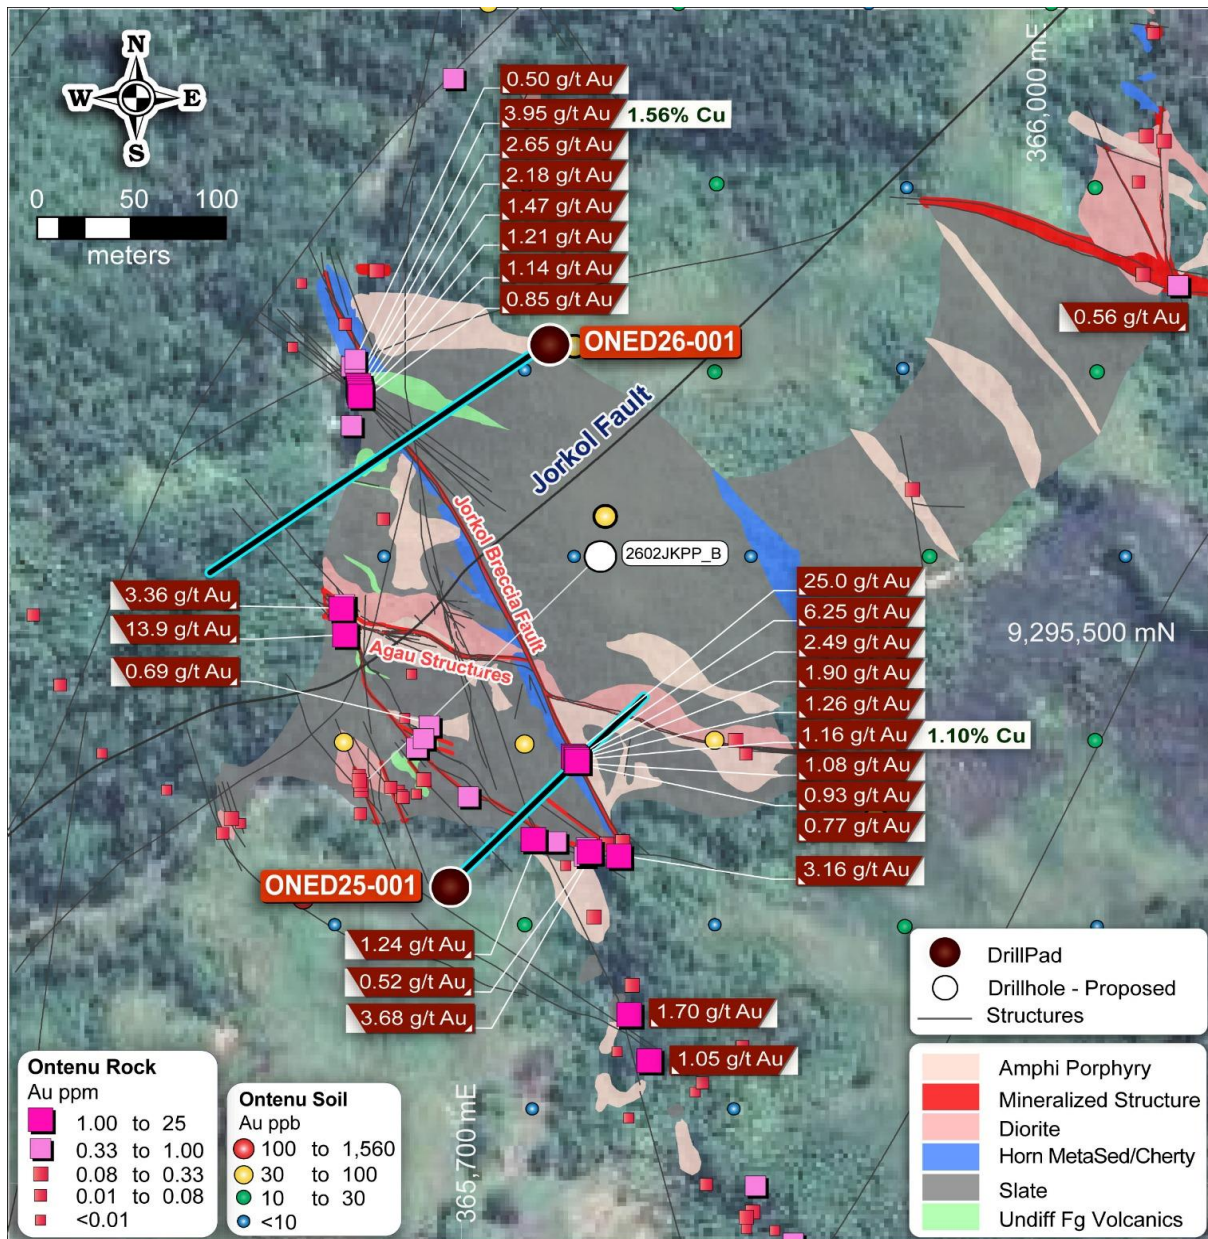 N
W E
S
0 50 100
meters
0.50 g/t Au
3.95 g/t Au 1.56% Cu
2.65 g/t Au
2.18 g/t Au
1.47 g/t Au
1.21 g/t Au
1.14 g/t Au
0.85 g/t Au
366,000 mE
0.56 g/t Au
ONED26-001
Jorkol Fault
Jorkol Breccia Fault
2602JKPP_B
3.36 g/t Au
13.9 g/t Au
0.69 g/t Au
Agau Structures
9,295,500 mN
25.0 g/t Au
6.25 g/t Au
2.49 g/t Au
1.90 g/t Au
1.26 g/t Au
1.16 g/t Au 1.10% Cu
1.08 g/t Au
0.93 g/t Au
0.77 g/t Au
3.16 g/t Au
ONED25-001
1.24 g/t Au
0.52 g/t Au
3.68 g/t Au
1.70 g/t Au
1.05 g/t Au
365,700 mE
Ontenu Rock
Au ppm
1.00 to 25
0.33 to 1.00
0.08 to 0.33
0.01 to 0.08
<0.01
Ontenu Soil
Au ppb
100 to 1,560
30 to 100
10 to 30
<10
DrillPad
Drillhole - Proposed
Structures
Amphi Porphyry
Mineralized Structure
Diorite
Horn MetaSed/Cherty
Slate
Undiff Fg Volcanics